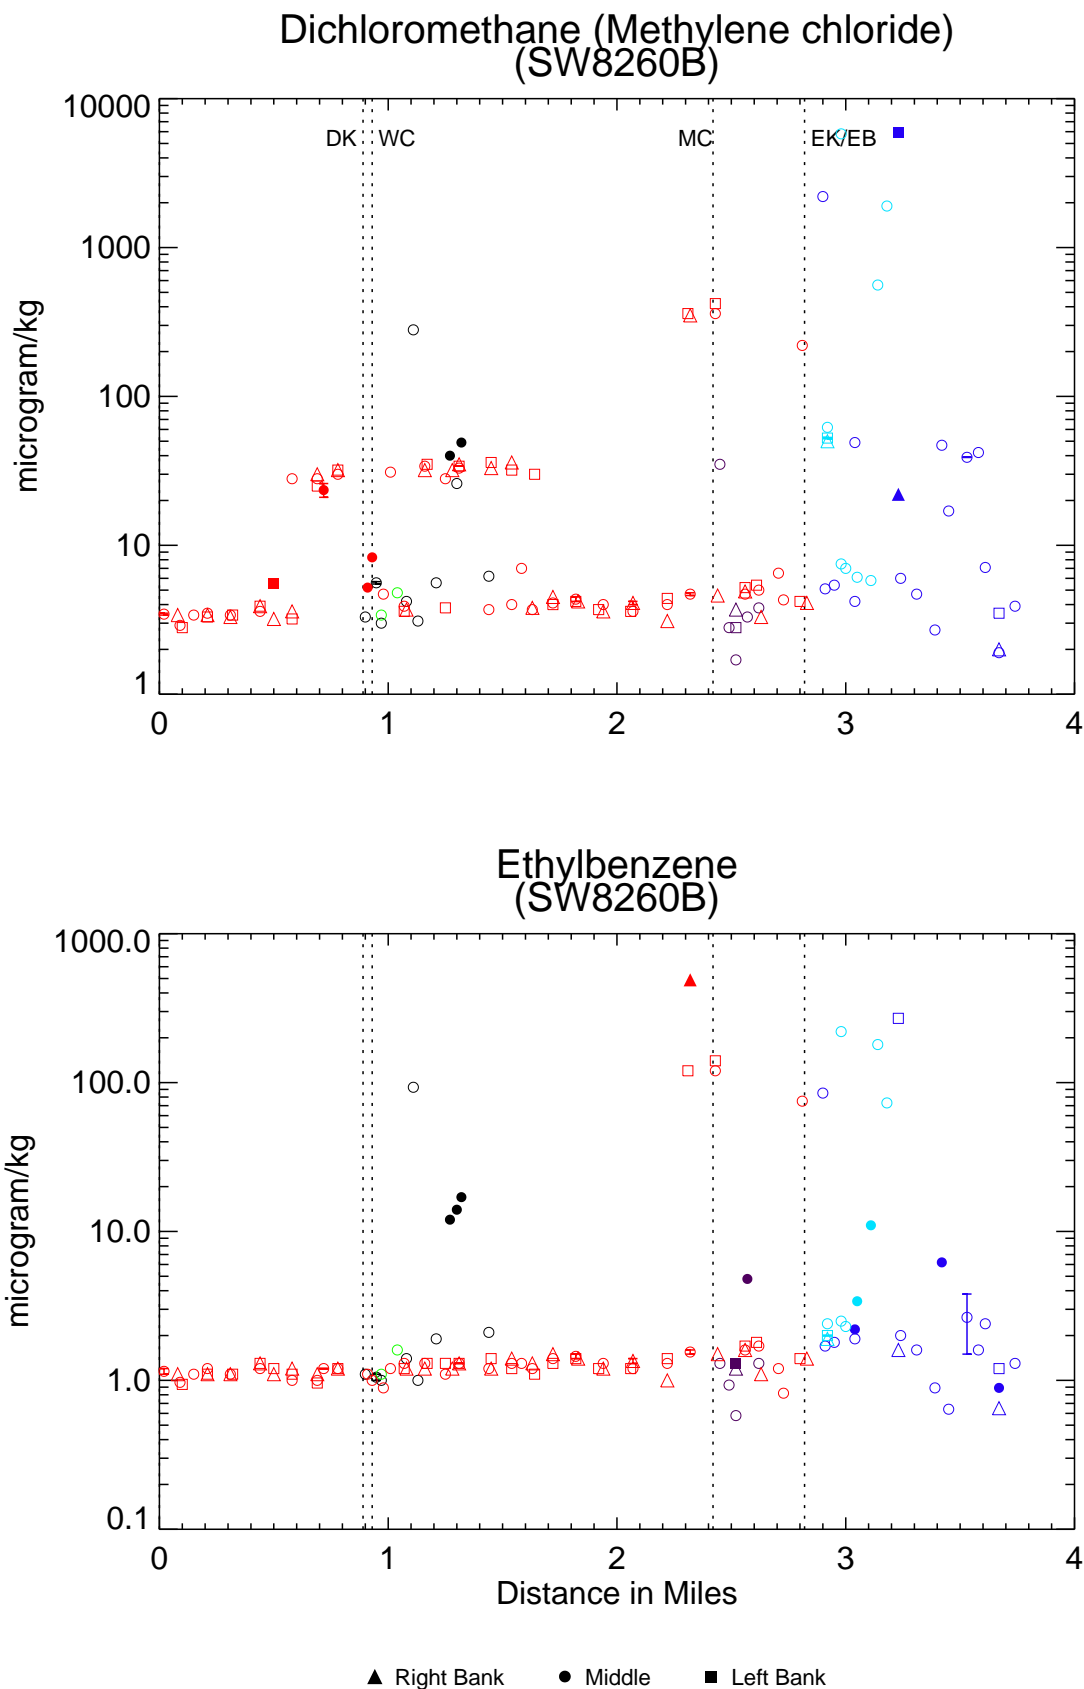 Dichloromethane (Methylene chloride)
(SW8260B)
10000
DK
WC
MC
EK/EB
1000
microgram/kg
100
10
1
0
1
2
3
4
Ethylbenzene
(SW8260B)
1000.0
100.0
microgram/kg
10.0
1.0
0.1
0
1
2
3
4
Distance in Miles
Right Bank
Middle
Left Bank